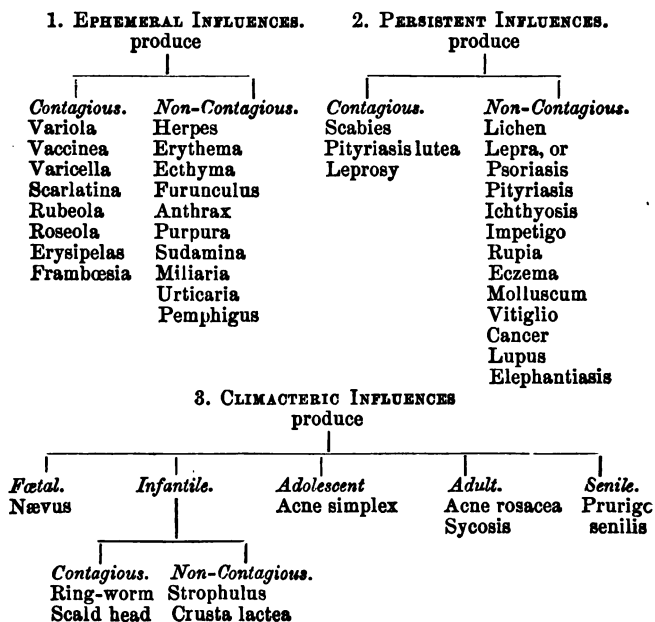 1. EPHEMERAL INFLUENCES.
produce
Contagious.
Variola
Vaccinea
Varicella
Scarlatina
Rubeola
Roseola
Erysipelas
Frambœsia
Non-Contagious.
Herpes
Erythema
Ecthyma
Furunculus
Anthrax
Purpura
Sudamina
Miliaria
Urticaria
Pemphigus
2. PERSISTENT INFLUENCES.
produce
Contagious.
Scabies
Pityriasis lutea
Leprosy
Non-Contagious.
Lichen
Lepra, or
Psoriasis
Pityriasis
Ichthyosis
Impetigo
Rupia
Eczema
Molluscum
Vitiglio
Cancer
Lupus
Elephantiasis
3. CLIMACTERIC INFLUENCES
produce
Fœtal.
Nævus
Infantile.
Contagious.
Ring-worm
Scald head
Non-Contagious.
Strophulus
Crusta lactea
Adolescent
Acne simplex
Adult.
Acne rosacea
Sycosis
Senile.
Prurigc
senilis